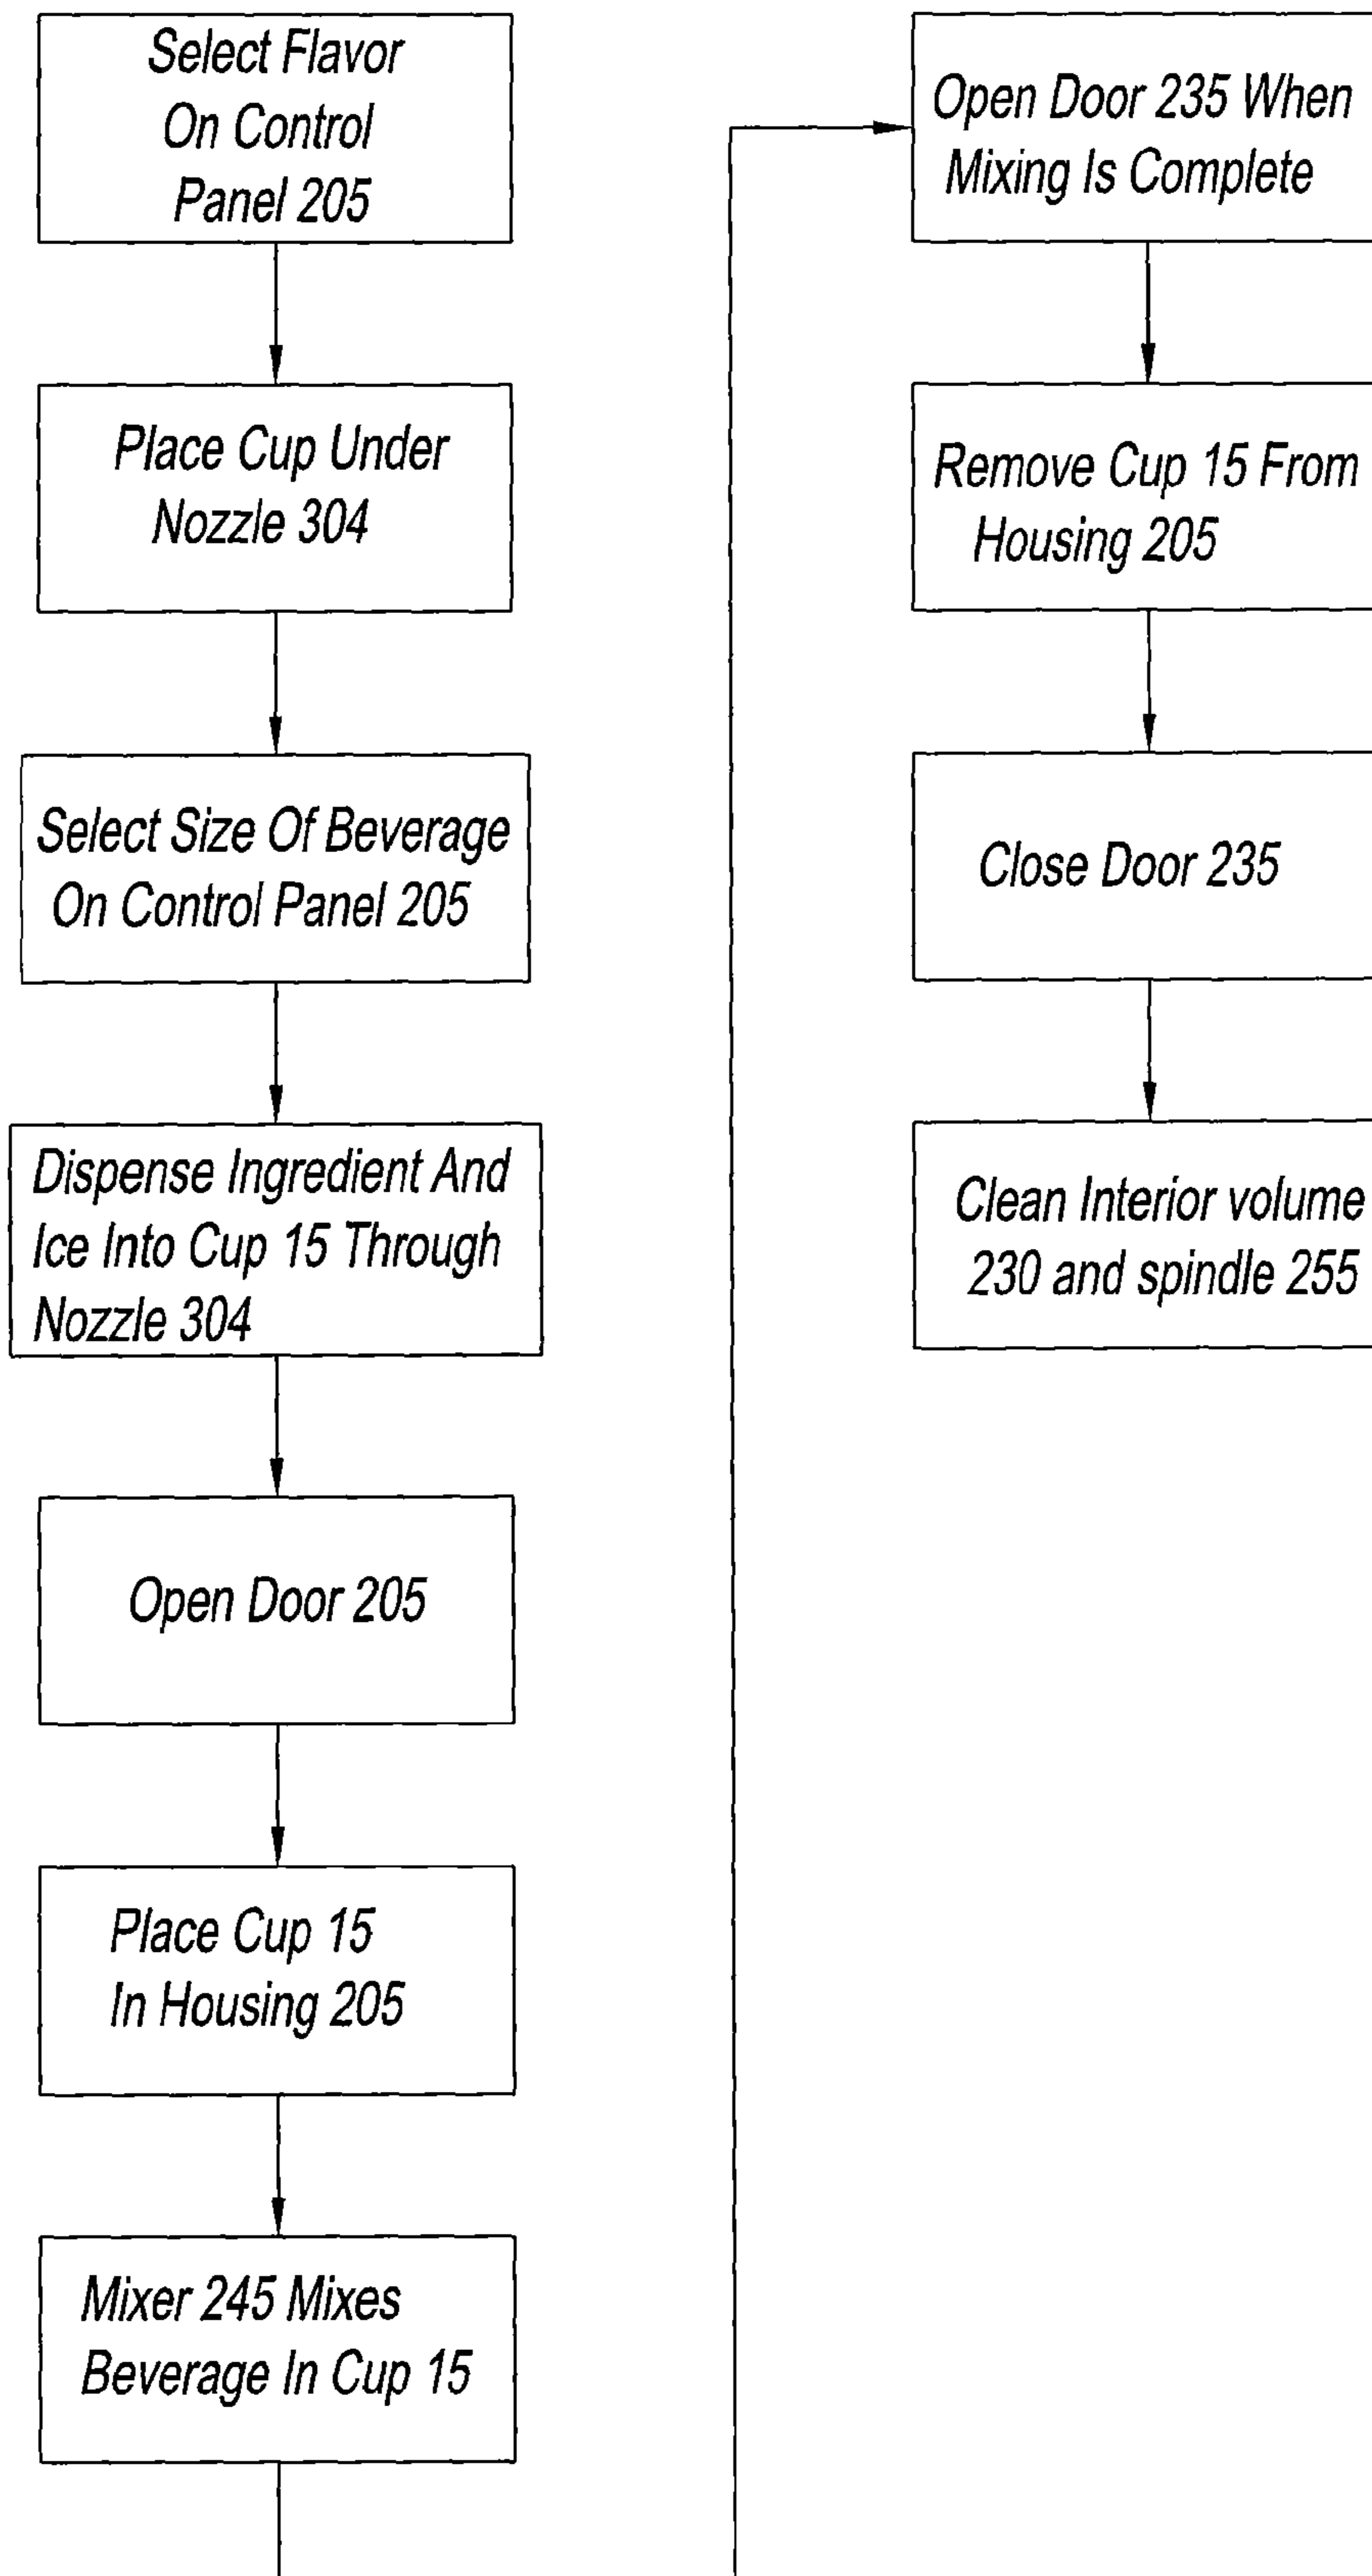 Select Flavor
On Control
Panel 205
Place Cup Under
Nozzle 304
Select Size Of Beverage
On Control Panel 205
Dispense Ingredient And
Ice Into Cup 15 Through
Nozzle 304
Open Door 205
Place Cup 15
In Housing 205
Mixer 245 Mixes
Beverage In Cup 15
Open Door 235 When
Mixing Is Complete
Remove Cup 15 From
Housing 205
Close Door 235
Clean Interior volume
230 and spindle 255